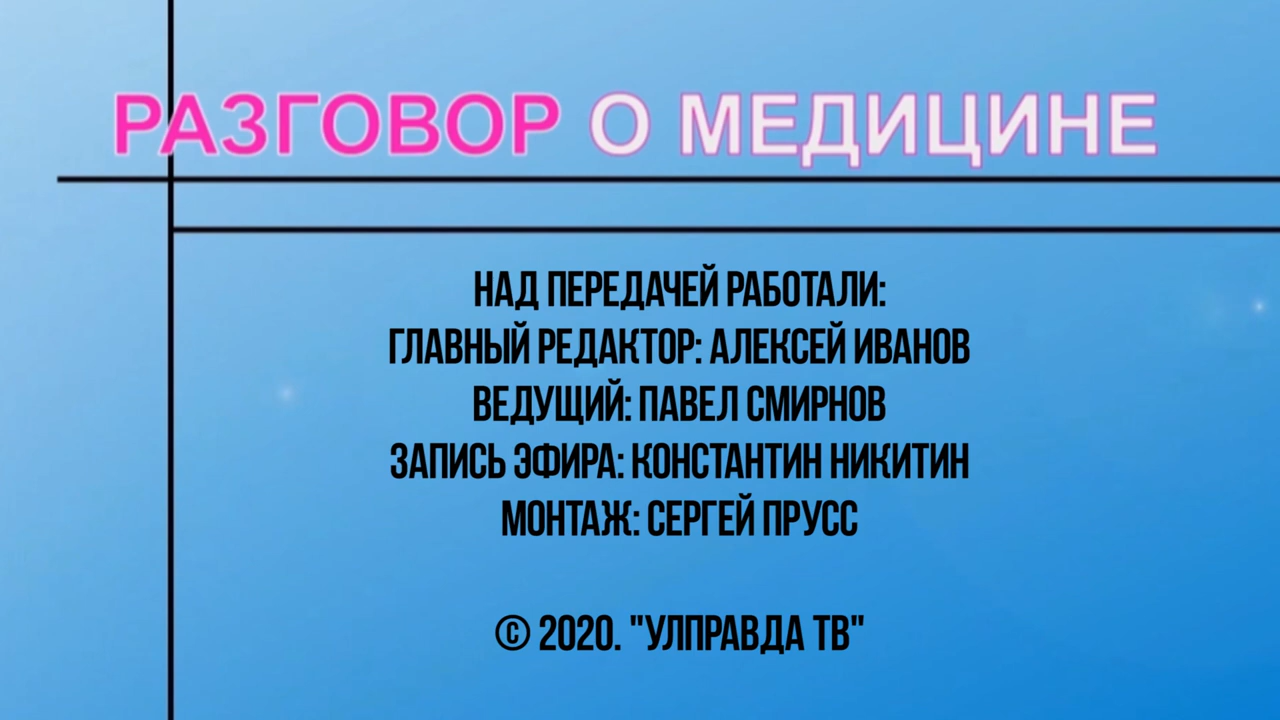 РАЗГОВОР О МЕДИЦИНЕ
НАД ПЕРЕДАЧЕЙ РАБОТАЛИ:
ГЛАВНЫЙ РЕДАКТОР: АЛЕКСЕЙ ИВАНОВ
ВЕДУЩИЙ: ПАВЕЛ СМИРНОВ
ЗАПИСЬ ЭФИРА: КОНСТАНТИН НИКИТИН
МОНТАЖ: СЕРГЕЙ ПРУСС
© 2020. "УЛПРАВДА ТВ"